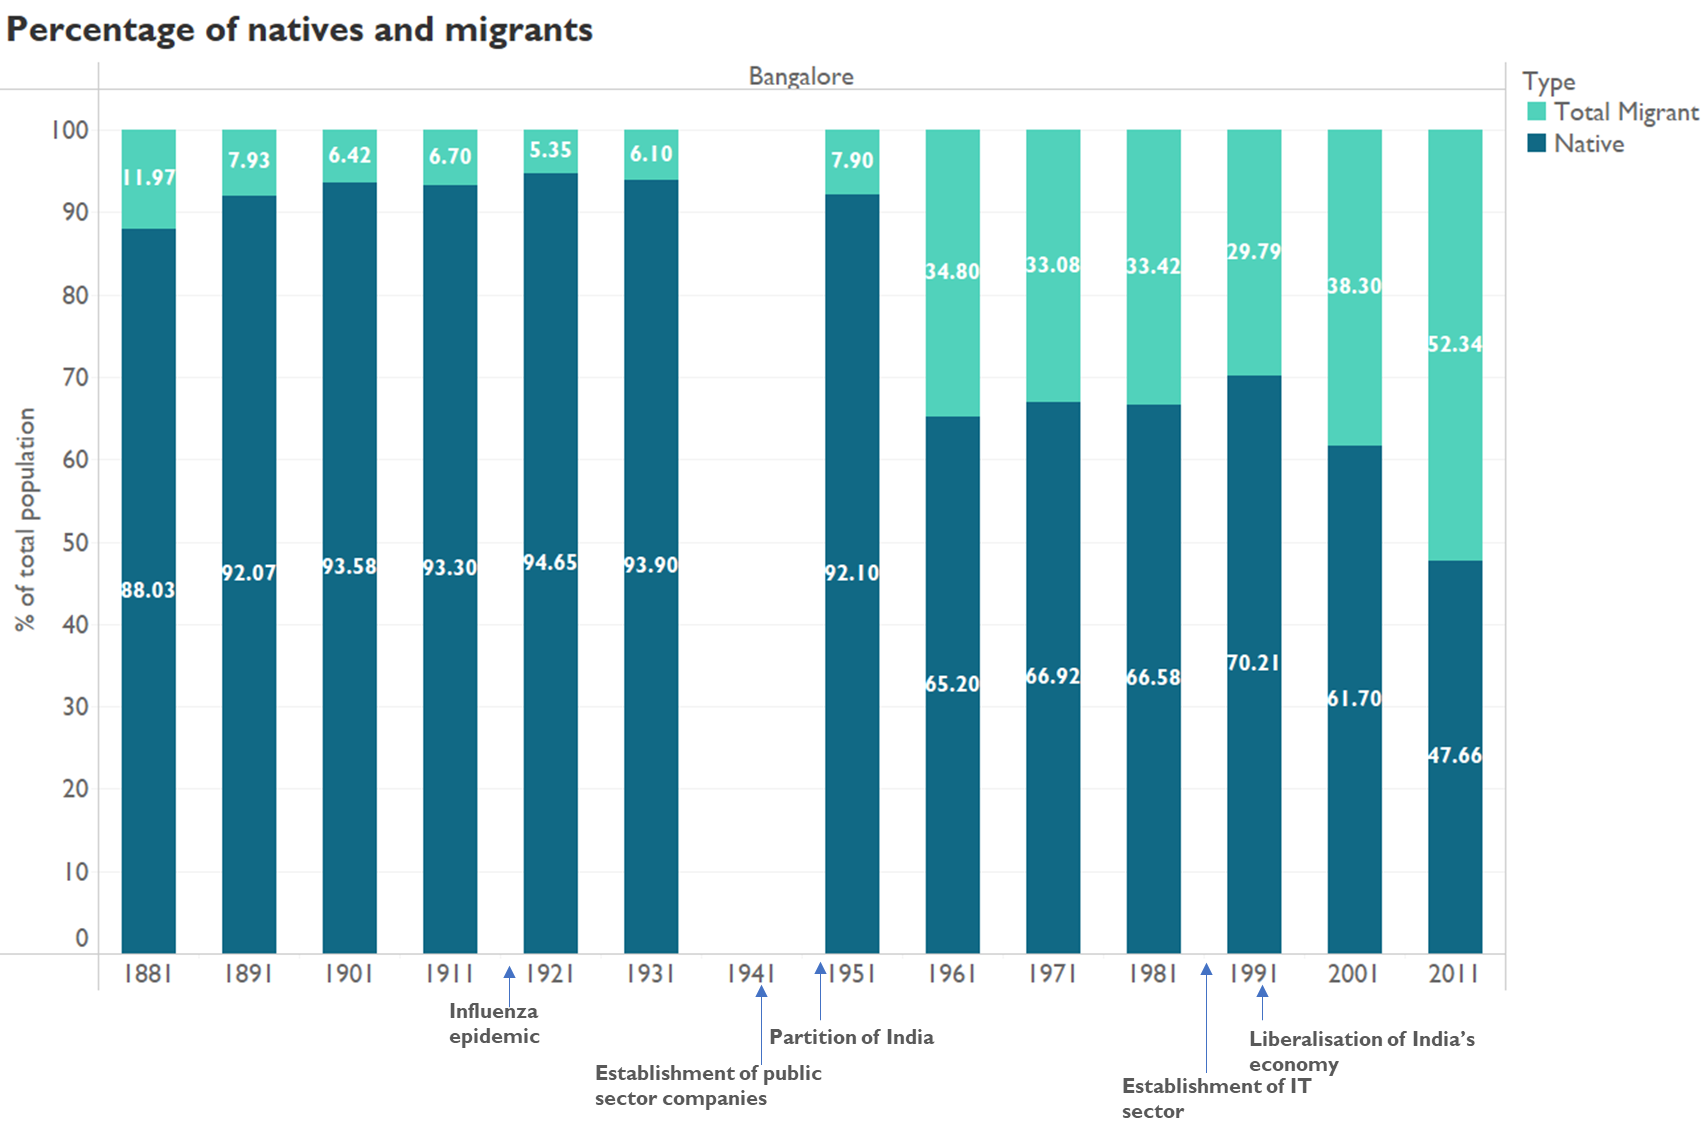 Percentage of natives and migrants
Bangalore
Type
Total Migrant
Native
% of total population
100
90
80
70
60
50
40
30
20
10
0
11.97
7.93
6.42
6.70
5.35
6.10
7.90
34.80
33.08
33.42
29.79
38.30
52.34
88.03
92.07
93.58
93.30
94.65
93.90
92.10
65.20
66.92
66.58
70.21
61.70
47.66
1881 1891 1901 1911 1921 1931 1941 1951 1961 1971 1981 1991 2001 2011
Influenza
epidemic
Partition of India
Establishment of public
sector companies
Liberalisation of India’s
economy
Establishment of IT
sector